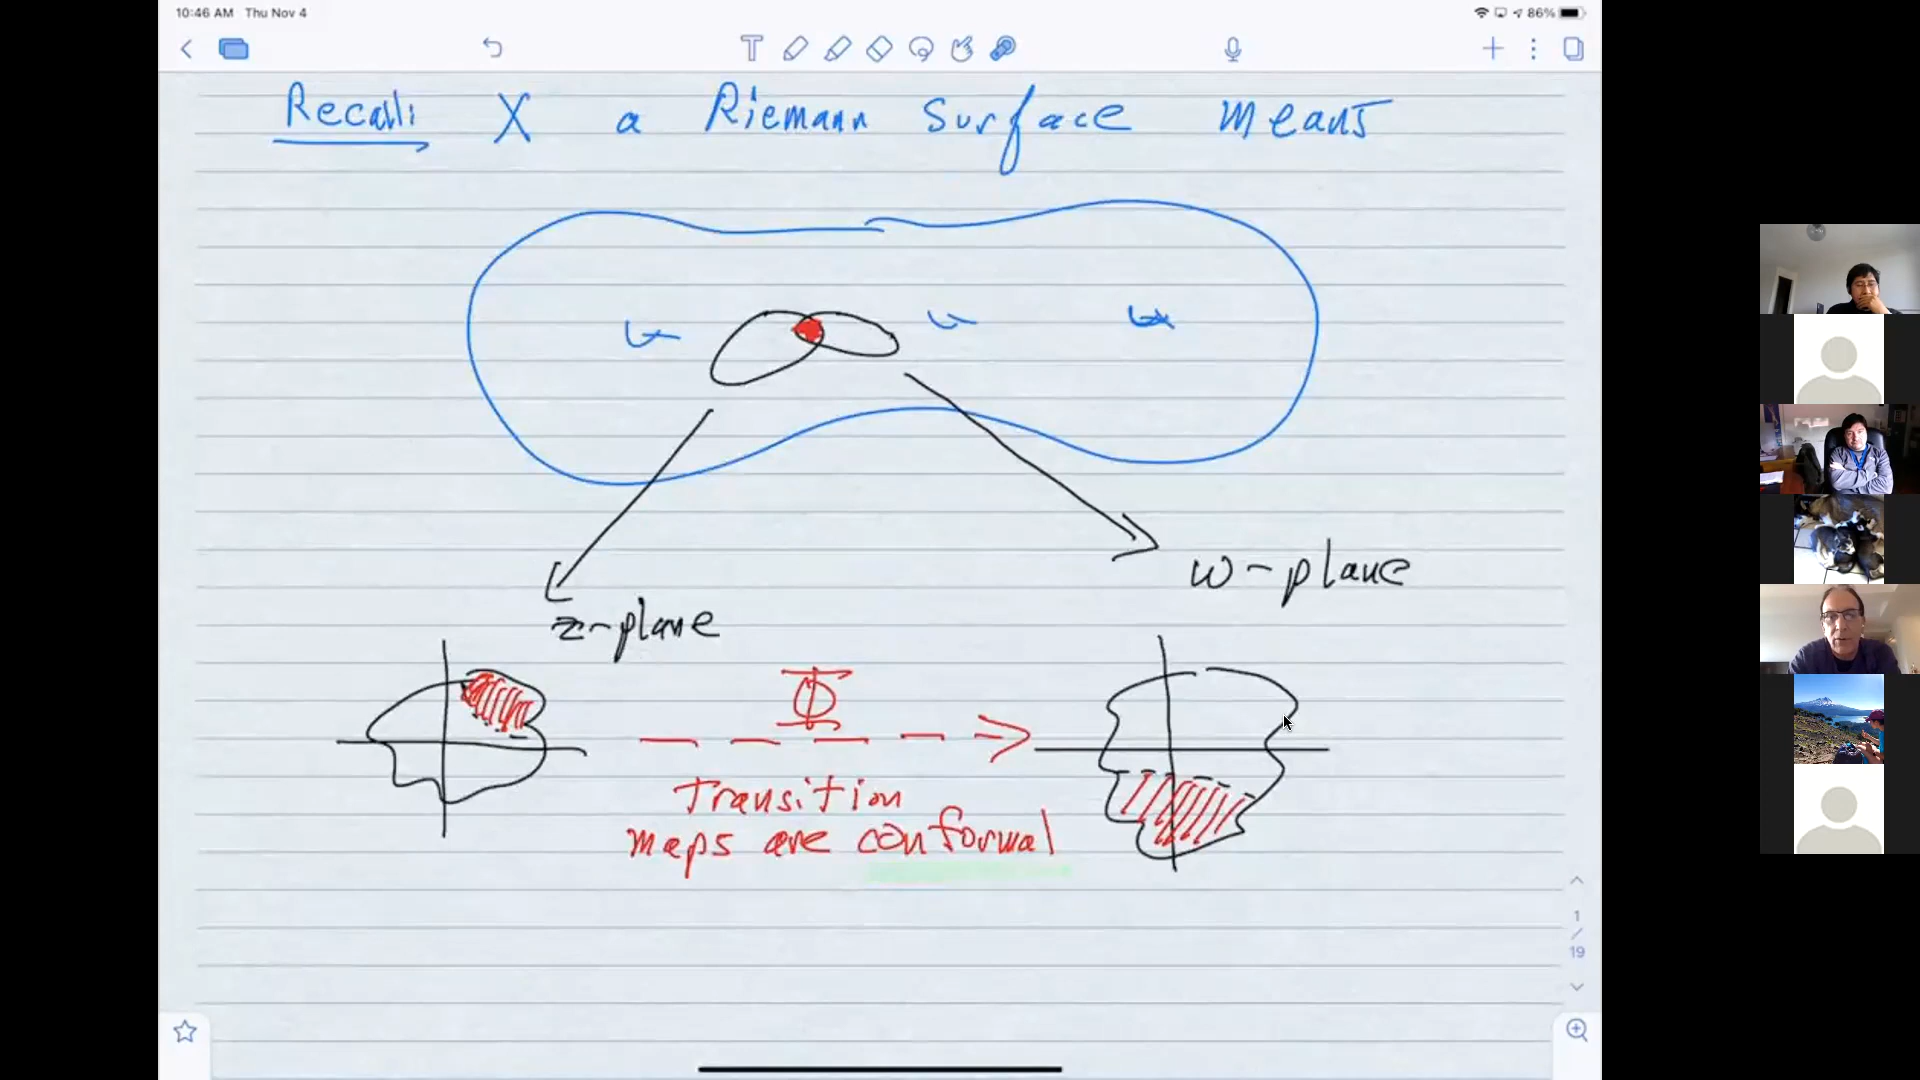 10:46 AM Thu Nov 4
86%
Recall: X a Riemann Surface means
w-plane
z-plane
Φ
transition
maps are conformal
1
/
19